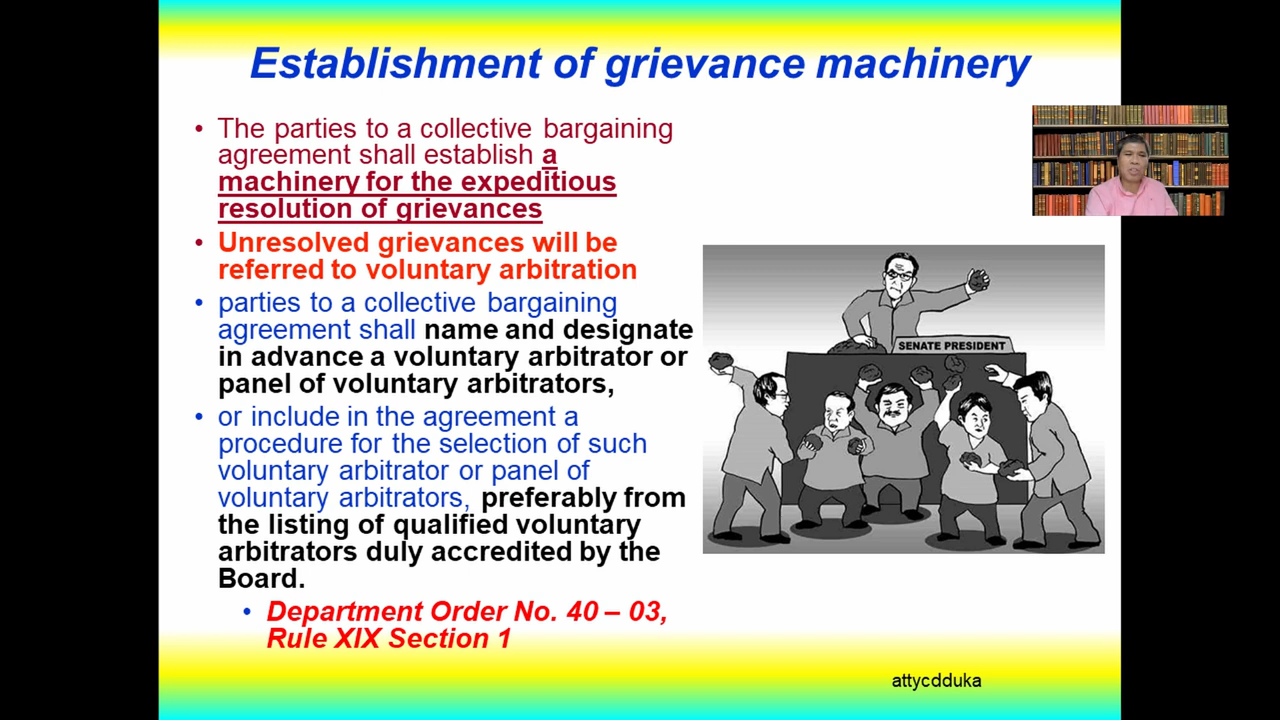 Establishment of grievance machinery
• The parties to a collective bargaining
agreement shall establish a
machinery for the expeditious
resolution of grievances
• Unresolved grievances will be
referred to voluntary arbitration
• parties to a collective bargaining
agreement shall name and designate
in advance a voluntary arbitrator or
panel of voluntary arbitrators,
• or include in the agreement a
procedure for the selection of such
voluntary arbitrator or panel of
voluntary arbitrators, preferably from
the listing of qualified voluntary
arbitrators duly accredited by the
Board.
• Department Order No. 40 – 03,
Rule XIX Section 1
SENATE PRESIDENT
attycdduka